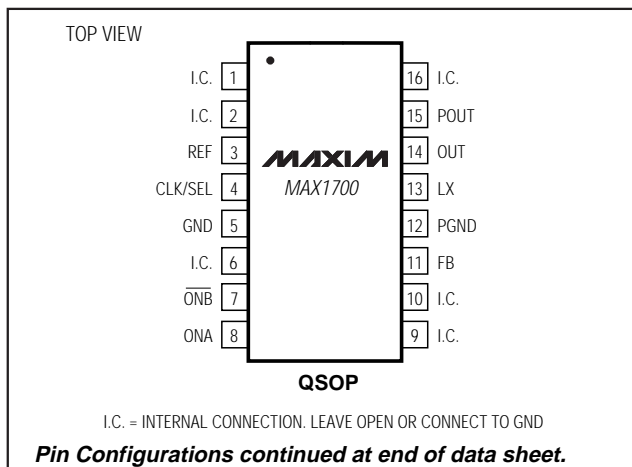 TOP VIEW
I.C. 1
I.C. 2
REF 3
CLK/SEL 4
GND 5
I.C. 6
O̅N̅B̅ 7
ONA 8
MAXIM
MAX1700
16 I.C.
15 POUT
14 OUT
13 LX
12 PGND
11 FB
10 I.C.
9 I.C.
QSOP
I.C. = INTERNAL CONNECTION. LEAVE OPEN OR CONNECT TO GND
Pin Configurations continued at end of data sheet.